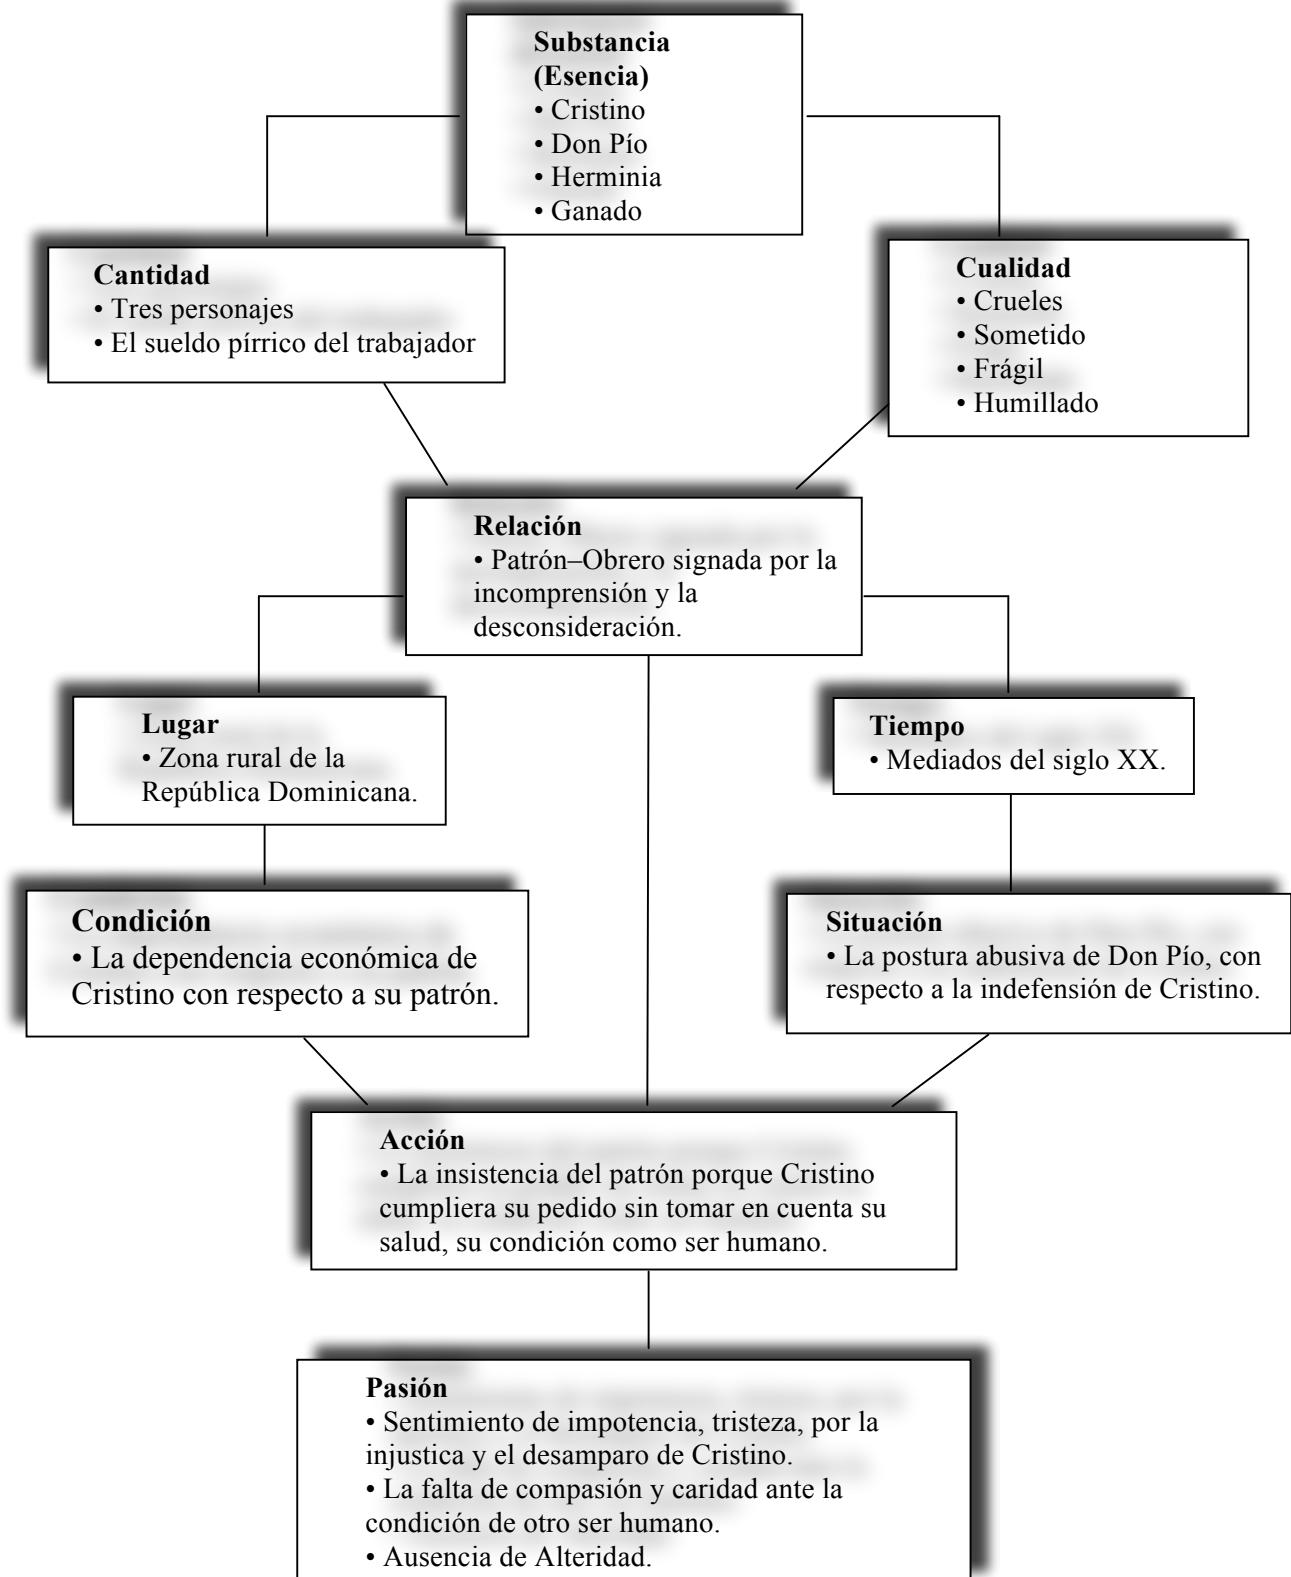 Substancia
(Esencia)
• Cristino
• Don Pío
• Herminia
• Ganado
Cantidad
• Tres personajes
• El sueldo pírrico del trabajador
Cualidad
• Crueles
• Sometido
• Frágil
• Humillado
Relación
• Patrón–Obrero signada por la
incomprensión y la
desconsideración.
Lugar
• Zona rural de la
República Dominicana.
Tiempo
• Mediados del siglo XX.
Condición
• La dependencia económica de
Cristino con respecto a su patrón.
Situación
• La postura abusiva de Don Pío, con
respecto a la indefensión de Cristino.
Acción
• La insistencia del patrón porque Cristino
cumpliera su pedido sin tomar en cuenta su
salud, su condición como ser humano.
Pasión
• Sentimiento de impotencia, tristeza, por la
injustica y el desamparo de Cristino.
• La falta de compasión y caridad ante la
condición de otro ser humano.
• Ausencia de Alteridad.